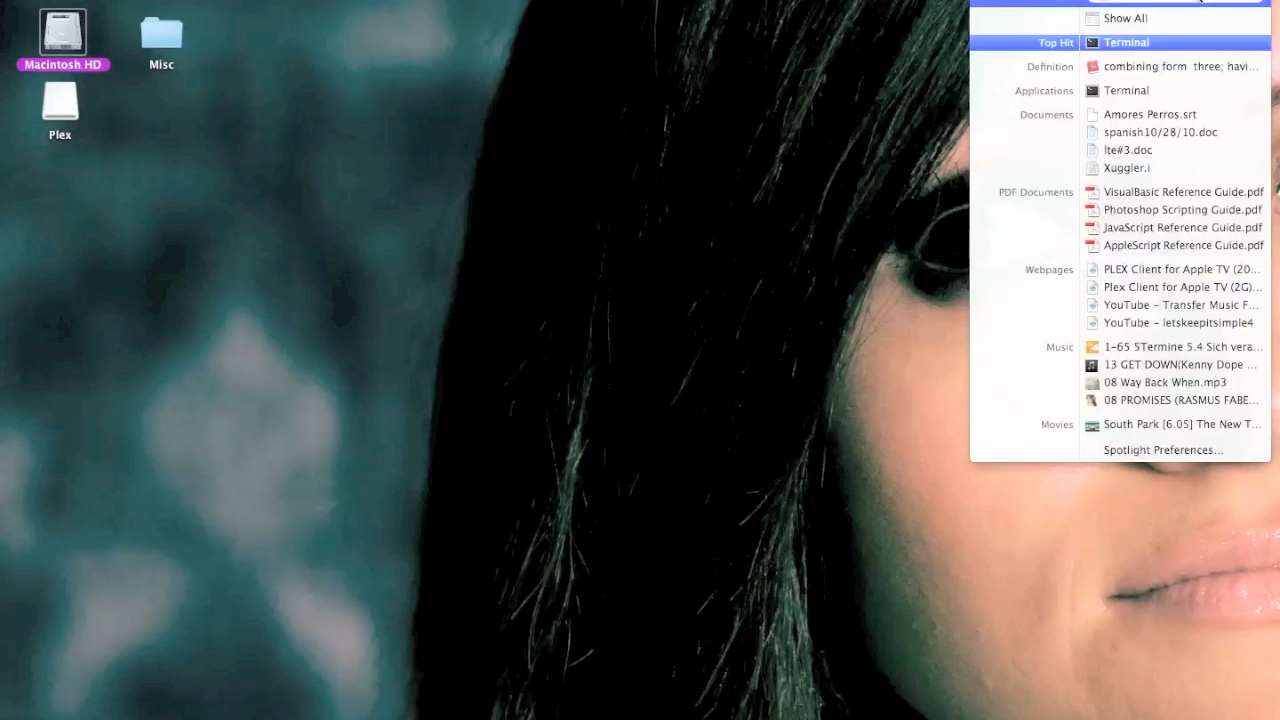 Macintosh HD
Misc
Plex
Show All
Top Hit Terminal
Definition combining form three; havi...
Applications Terminal
Documents Amores Perros.srt
spanish10/28/10.doc
lte#3.doc
Xuggler.i
PDF Documents VisualBasic Reference Guide.pdf
Photoshop Scripting Guide.pdf
JavaScript Reference Guide.pdf
AppleScript Reference Guide.pdf
Webpages PLEX Client for Apple TV (20...
Plex Client for Apple TV (2G)...
YouTube - Transfer Music F...
YouTube - letskeepitsimple4
Music 1-65 5Termine 5.4 Sich vera...
13 GET DOWN(Kenny Dope ...
08 Way Back When.mp3
08 PROMISES (RASMUS FABE...
Movies South Park [6.05] The New T...
Spotlight Preferences...